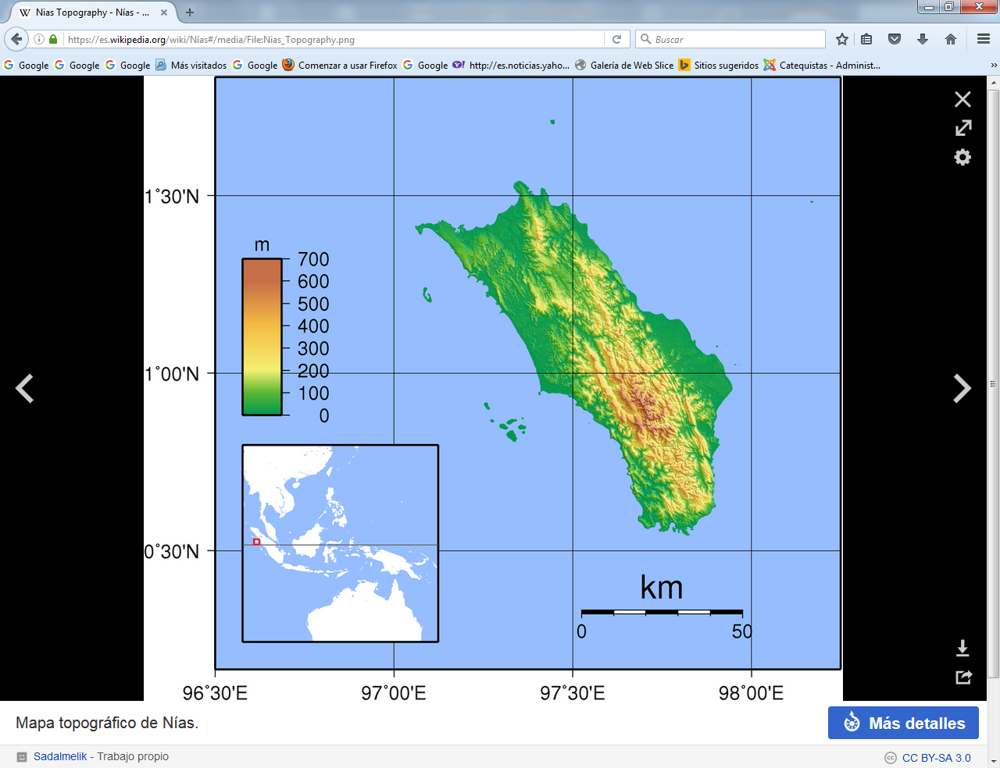 Nias Topography - Nías - ...
https://es.wikipedia.org/wiki/Nías#/media/File:Nias_Topography.png
Buscar
Google Google Google Más visitados Google Comenzar a usar Firefox Google http://es.noticias.yaho... Galería de Web Slice Sitios sugeridos Catequistas - Administ...
1°30'N
m
700
600
500
400
300
200
100
0
1°00'N
0°30'N
km
0 50
96°30'E 97°00'E 97°30'E 98°00'E
Mapa topográfico de Nías.
Más detalles
Sadalmelik - Trabajo propio
CC BY-SA 3.0